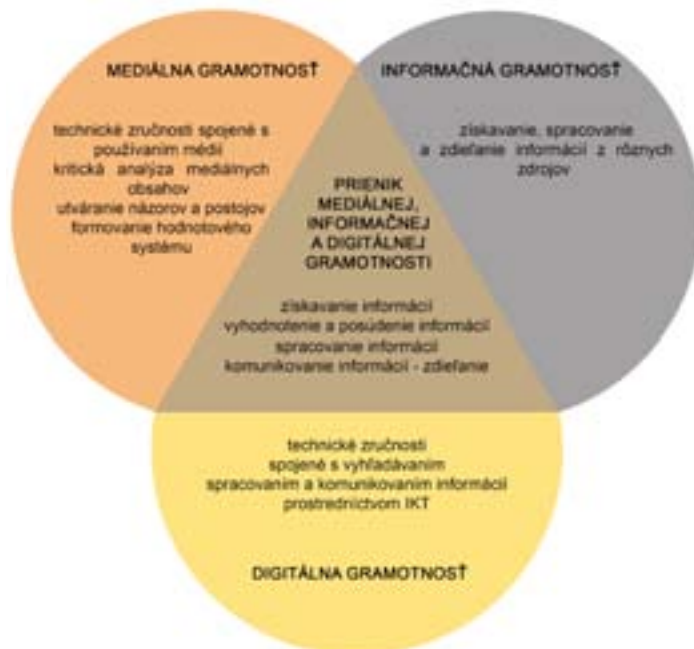 MEDIÁLNA GRAMOTNOSŤ
technické zručnosti spojené s
používaním médií
kritická analýza mediálnych
obsahov
utváranie názorov a postojov
formovanie hodnotového
systému
INFORMAČNÁ GRAMOTNOSŤ
získavanie, spracovanie
a zdieľanie informácií z rôznych
zdrojov
PRIENIK
MEDIÁLNEJ,
INFORMAČNEJ
A DIGITÁLNEJ
GRAMOTNOSTI
získavanie informácií
vyhodnotenie a posúdenie informácií
spracovanie informácií
komunikovanie informácií - zdieľanie
technické zručnosti
spojené s vyhľadávaním
spracovaním a komunikovaním informácií
prostredníctvom IKT
DIGITÁLNA GRAMOTNOSŤ